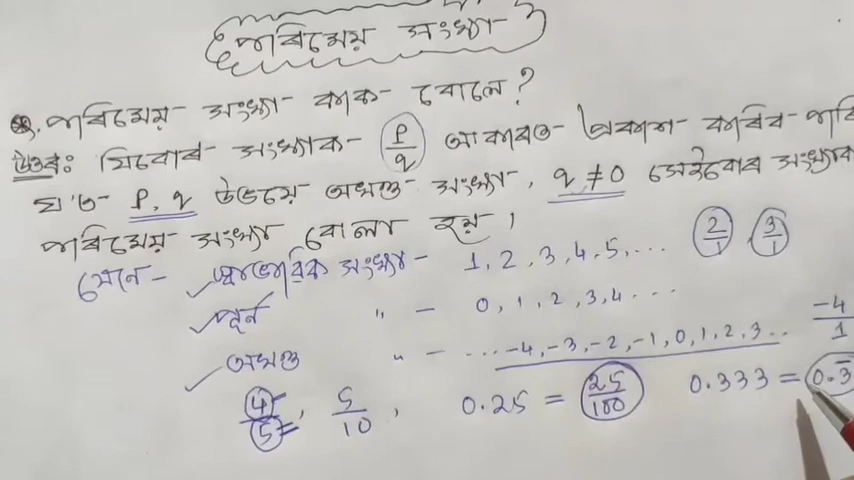 পৰিমেয় সংখ্যা
Q. পৰিমেয় সংখ্যা কাক বোলে?
উত্তৰঃ যিবোৰ সংখ্যাক p/q আকাৰত প্ৰকাশ কৰিব পাৰি
য'ত p, q উভয়ে অখণ্ড সংখ্যা, q ≠ 0 সেইবোৰ সংখ্যাক
পৰিমেয় সংখ্যা বোলা হয়।
যেনে - স্বাভাৱিক সংখ্যা - 1, 2, 3, 4, 5, ... 2/1, 3/1
পূৰ্ন " - 0, 1, 2, 3, 4 ...
অখণ্ড " - ... -4, -3, -2, -1, 0, 1, 2, 3.. -4/1
4/5, 5/10, 0.25 = 25/100 0.333 = 0.3̅